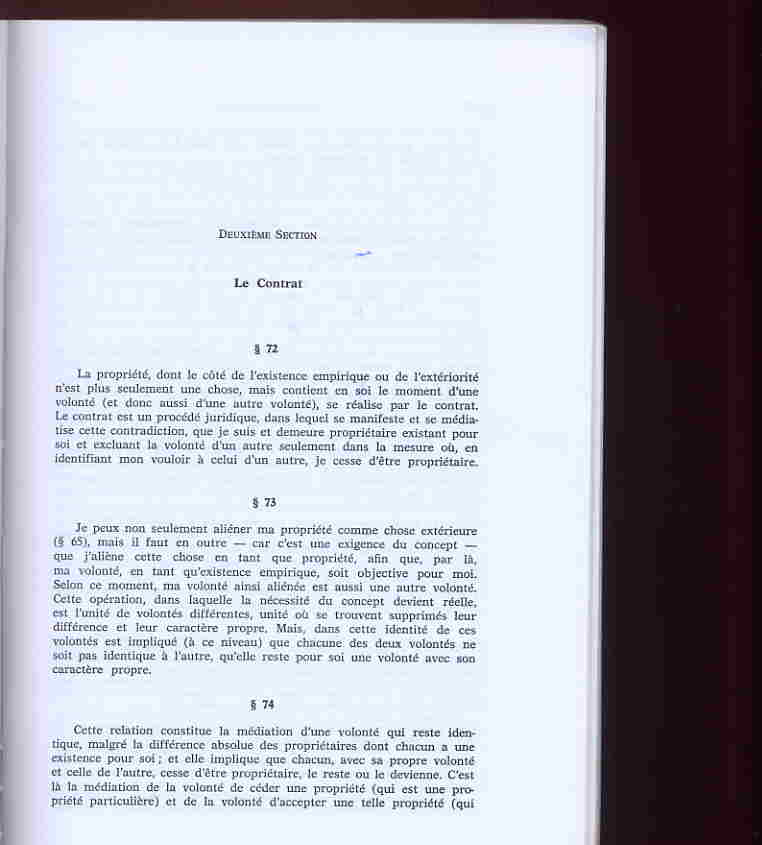 DEUXIÈME SECTION
Le Contrat
§ 72
La propriété, dont le côté de l'existence empirique ou de l'extériorité
n'est plus seulement une chose, mais contient en soi le moment d'une
volonté (et donc aussi d'une autre volonté), se réalise par le contrat.
Le contrat est un procédé juridique, dans lequel se manifeste et se média-
tise cette contradiction, que je suis et demeure propriétaire existant pour
soi et excluant la volonté d'un autre seulement dans la mesure où, en
identifiant mon vouloir à celui d'un autre, je cesse d'être propriétaire.
§ 73
Je peux non seulement aliéner ma propriété comme chose extérieure
(§ 65), mais il faut en outre — car c'est une exigence du concept —
que j'aliène cette chose en tant que propriété, afin que, par là,
ma volonté, en tant qu'existence empirique, soit objective pour moi.
Selon ce moment, ma volonté ainsi aliénée est aussi une autre volonté.
Cette opération, dans laquelle la nécessité du concept devient réelle,
est l'unité de volontés différentes, unité où se trouvent supprimés leur
différence et leur caractère propre. Mais, dans cette identité de ces
volontés est impliqué (à ce niveau) que chacune des deux volontés ne
soit pas identique à l'autre, qu'elle reste pour soi une volonté avec son
caractère propre.
§ 74
Cette relation constitue la médiation d'une volonté qui reste iden-
tique, malgré la différence absolue des propriétaires dont chacun a une
existence pour soi ; et elle implique que chacun, avec sa propre volonté
et celle de l'autre, cesse d'être propriétaire, le reste ou le devienne. C'est
là la médiation de la volonté de céder une propriété (qui est une pro-
priété particulière) et de la volonté d'accepter une telle propriété (qui